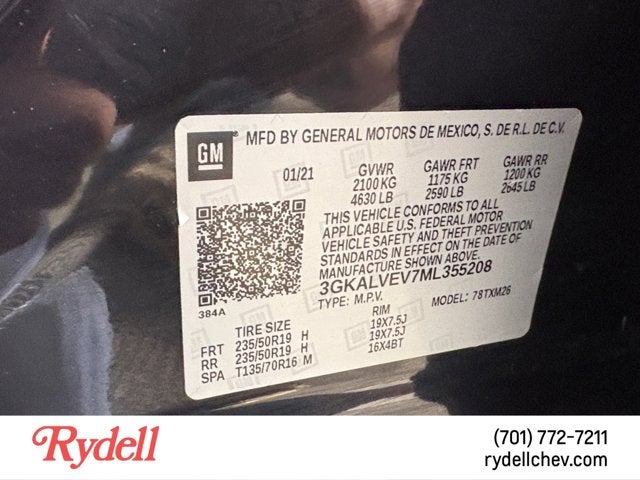 GM
MFD BY GENERAL MOTORS DE MEXICO, S. DE R.L. DE C.V.
01/21 GVWR GAWR FRT GAWR RR
2100 KG 1175 KG 1200 KG
4630 LB 2590 LB 2645 LB
THIS VEHICLE CONFORMS TO ALL
APPLICABLE U.S. FEDERAL MOTOR
VEHICLE SAFETY AND THEFT PREVENTION
STANDARDS IN EFFECT ON THE DATE OF
MANUFACTURE SHOWN ABOVE.
3GKALVEV7ML355208
384A TYPE: M.P.V. MODEL: 78TXM26
TIRE SIZE RIM
FRT 235/50R19 H 19X7.5J
RR 235/50R19 H 19X7.5J
SPA T135/70R16 M 16X4BT
Rydell
(701) 772-7211
rydellchev.com